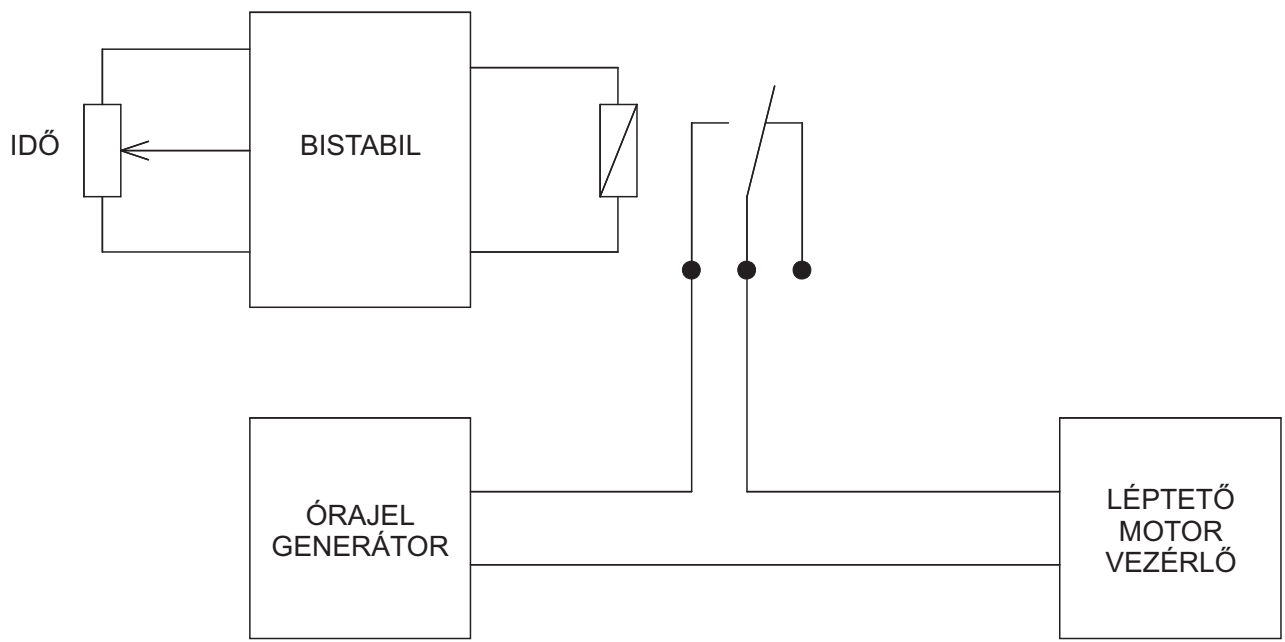 IDŐ
BISTABIL
ÓRAJEL
GENERÁTOR
LÉPTETŐ
MOTOR
VEZÉRLŐ